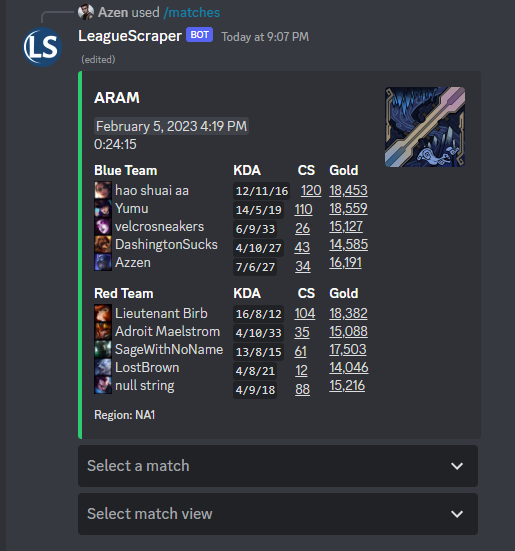 Azen used /matches
LS
LeagueScraper BOT Today at 9:07 PM
(edited)
ARAM
February 5, 2023 4:19 PM
0:24:15
Blue Team KDA CS Gold
hao shuai aa 12/11/16 120 18,453
Yumu 14/5/19 110 18,559
velcrosneakers 6/9/33 26 15,127
DashingtonSucks 4/10/27 43 14,585
Azzen 7/6/27 34 16,191
Red Team KDA CS Gold
Lieutenant Birb 16/8/12 104 18,382
Adroit Maelstrom 4/10/33 35 15,088
SageWithNoName 13/8/15 61 17,503
LostBrown 4/8/21 12 14,046
null string 4/9/18 88 15,216
Region: NA1
Select a match
Select match view